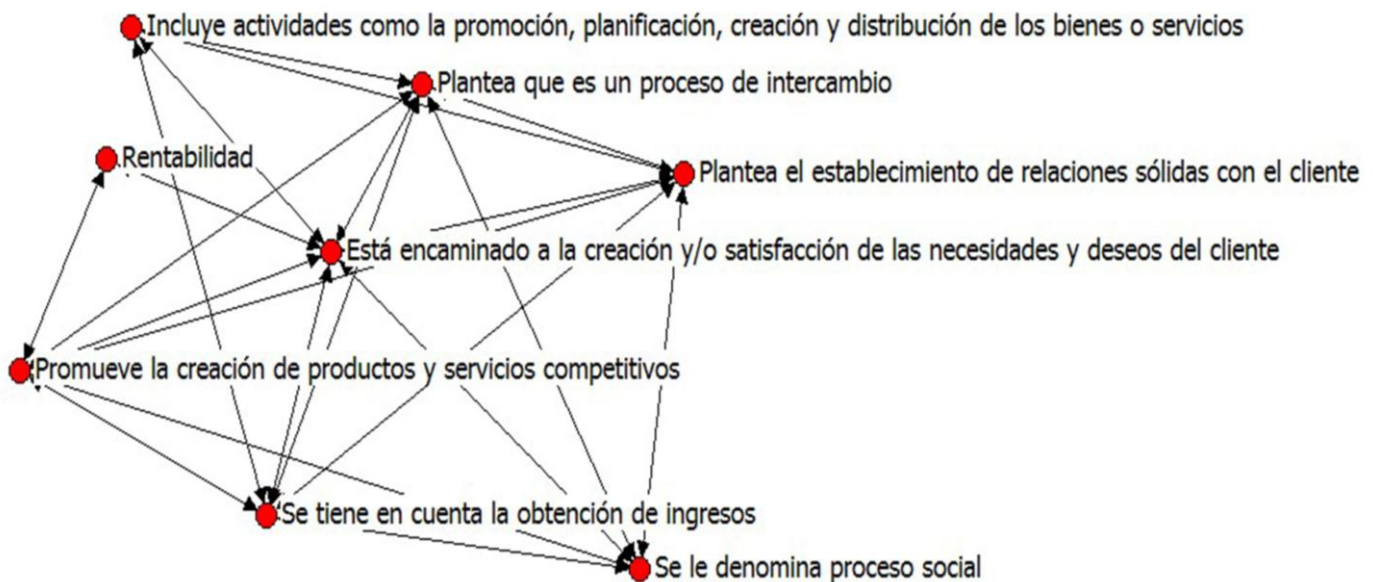 Incluye actividades como la promoción, planificación, creación y distribución de los bienes o servicios
Plantea que es un proceso de intercambio
Rentabilidad
Plantea el establecimiento de relaciones sólidas con el cliente
Está encaminado a la creación y/o satisfacción de las necesidades y deseos del cliente
Promueve la creación de productos y servicios competitivos
Se tiene en cuenta la obtención de ingresos
Se le denomina proceso social